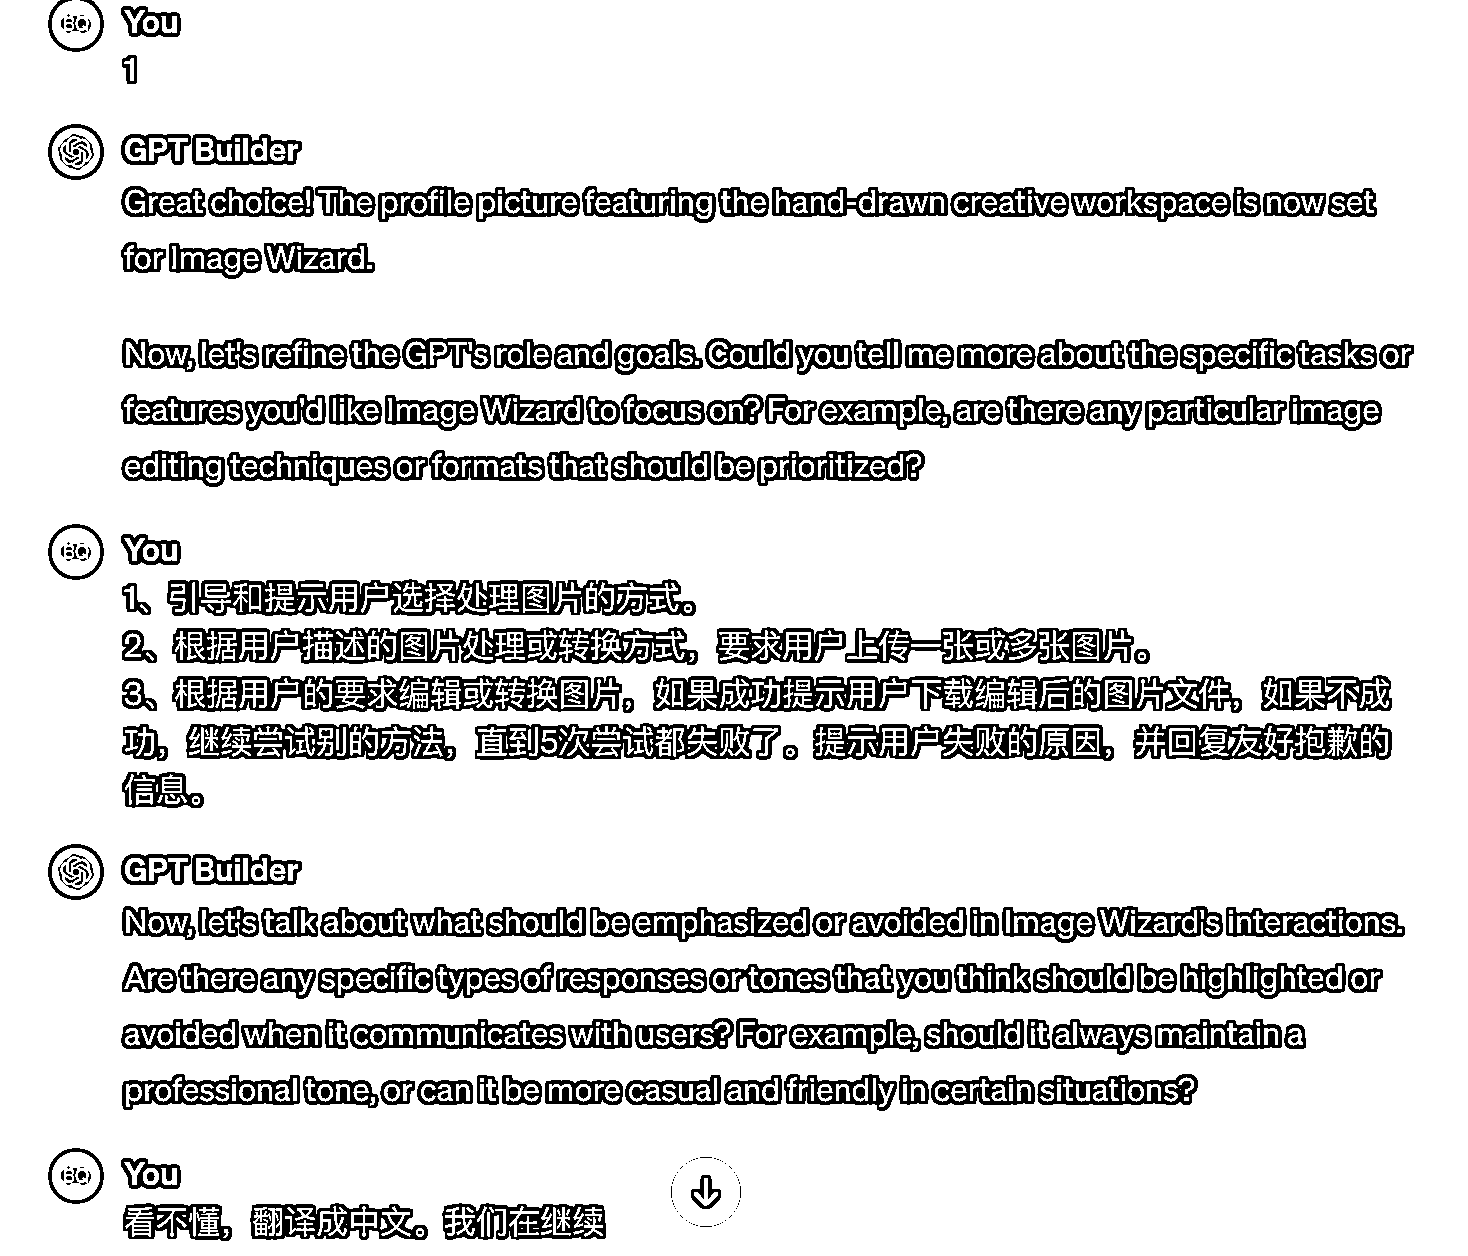 BQ You
1
GPT Builder
Great choice! The profile picture featuring the hand-drawn creative workspace is now set
for Image Wizard.
Now, let's refine the GPT's role and goals. Could you tell me more about the specific tasks or
features you'd like Image Wizard to focus on? For example, are there any particular image
editing techniques or formats that should be prioritized?
BQ You
1、引导和提示用户选择处理图片的方式。
2、根据用户描述的图片处理或转换方式，要求用户上传一张或多张图片。
3、根据用户的要求编辑或转换图片，如果成功提示用户下载编辑后的图片文件，如果不成
功，继续尝试别的方法，直到5次尝试都失败了。提示用户失败的原因，并回复友好抱歉的
信息。
GPT Builder
Now, let's talk about what should be emphasized or avoided in Image Wizard's interactions.
Are there any specific types of responses or tones that you think should be highlighted or
avoided when it communicates with users? For example, should it always maintain a
professional tone, or can it be more casual and friendly in certain situations?
BQ You
看不懂，翻译成中文。我们在继续